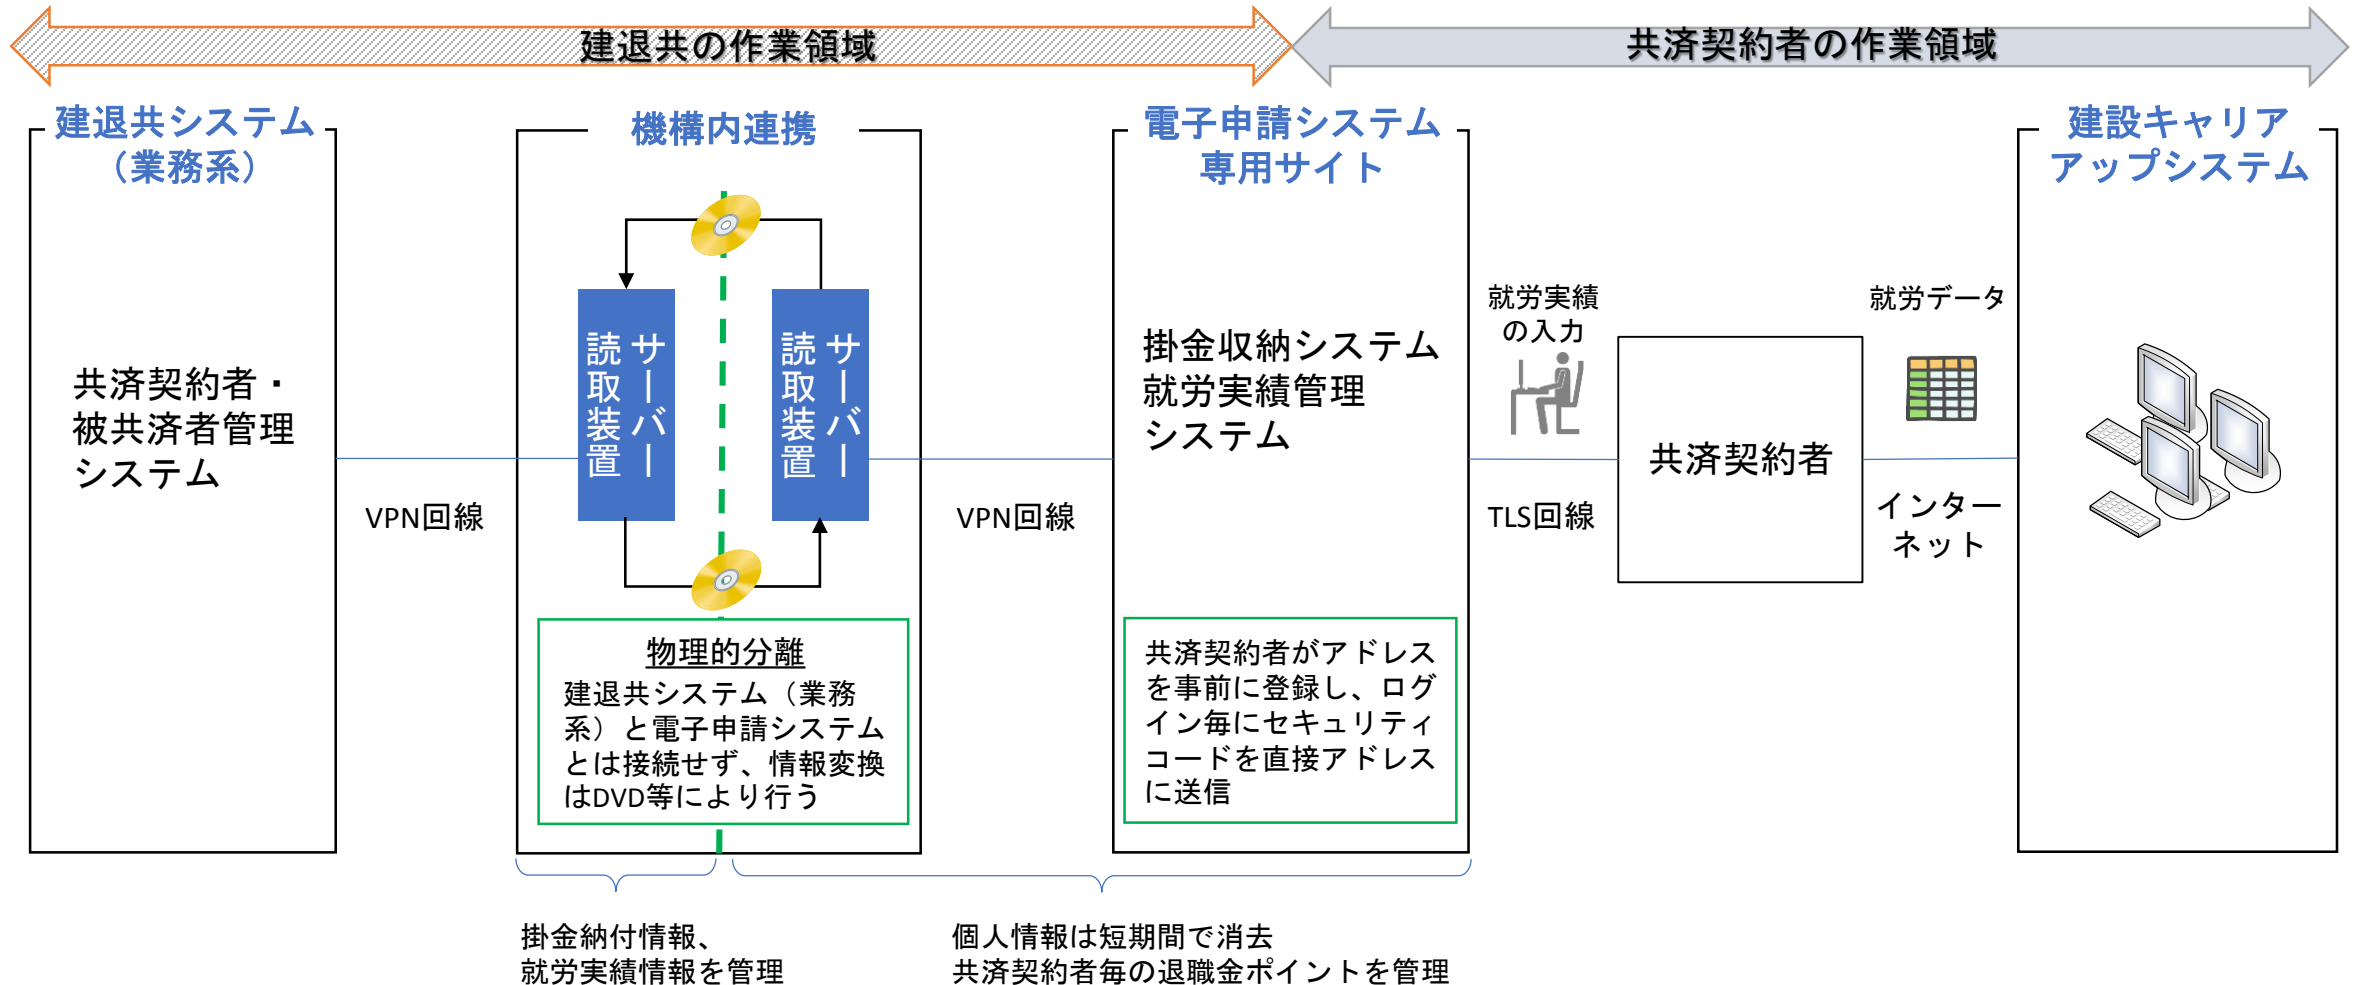 建退共の作業領域
共済契約者の作業領域
建退共システム
（業務系）
共済契約者・
被共済者管理
システム
VPN回線
機構内連携
サーバー
読取装置
サーバー
読取装置
物理的分離
建退共システム（業務
系）と電子申請システム
とは接続せず、情報変換
はDVD等により行う
VPN回線
電子申請システム
専用サイト
掛金収納システム
就労実績管理
システム
共済契約者がアドレス
を事前に登録し、ログ
イン毎にセキュリティ
コードを直接アドレス
に送信
就労実績
の入力
TLS回線
共済契約者
就労データ
インター
ネット
建設キャリア
アップシステム
掛金納付情報、
就労実績情報を管理
個人情報は短期間で消去
共済契約者毎の退職金ポイントを管理